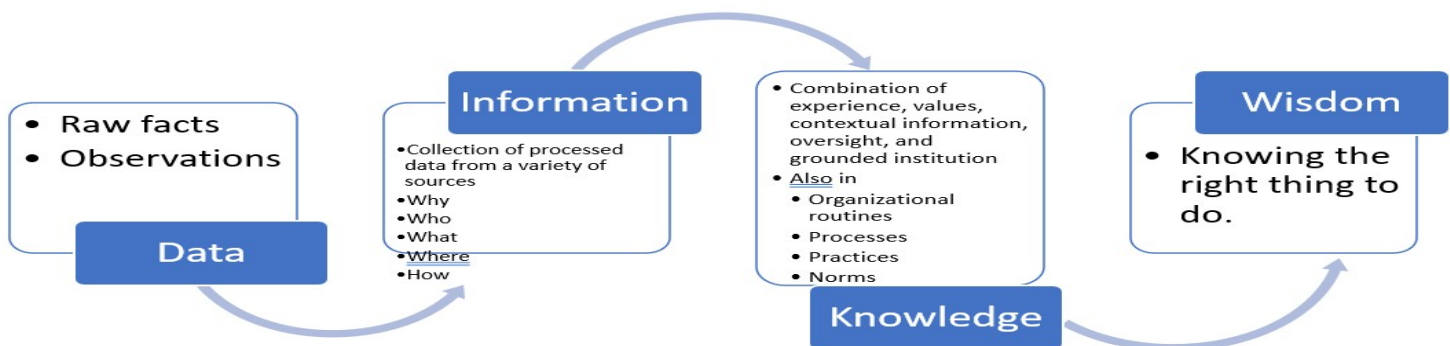 • Raw facts
• Observations
Data
Information
•Collection of processed
data from a variety of
sources
•Why
•Who
•What
•Where
•How
• Combination of
experience, values,
contextual information,
oversight, and
grounded institution
• Also in
• Organizational
routines
• Processes
• Practices
• Norms
Knowledge
Wisdom
• Knowing the
right thing to
do.